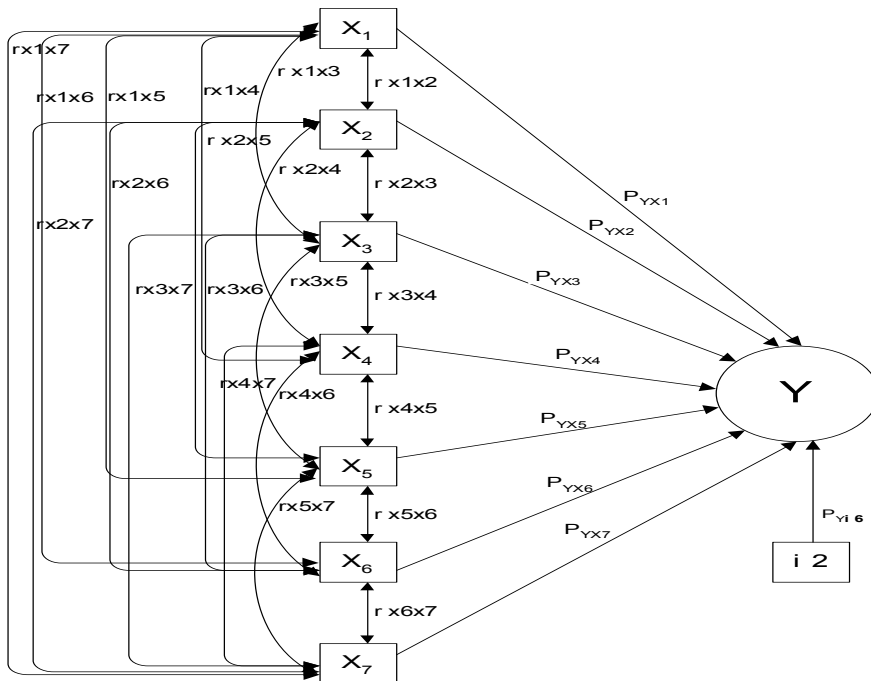 X1
rx1x7
r x1x3
r x1x2
rx1x6
rx1x5
rx1x4
X2
r x2x5
r x2x4
r x2x3
rx2x6
rx2x7
PYX1
PYX2
X3
rx3x7
rx3x6
rx3x5
r x3x4
PYX3
X4
rx4x7
rx4x6
r x4x5
PYX4
Y
PYX5
X5
rx5x7
r x5x6
PYX6
PYX7
PYi 6
X6
i 2
r x6x7
X7